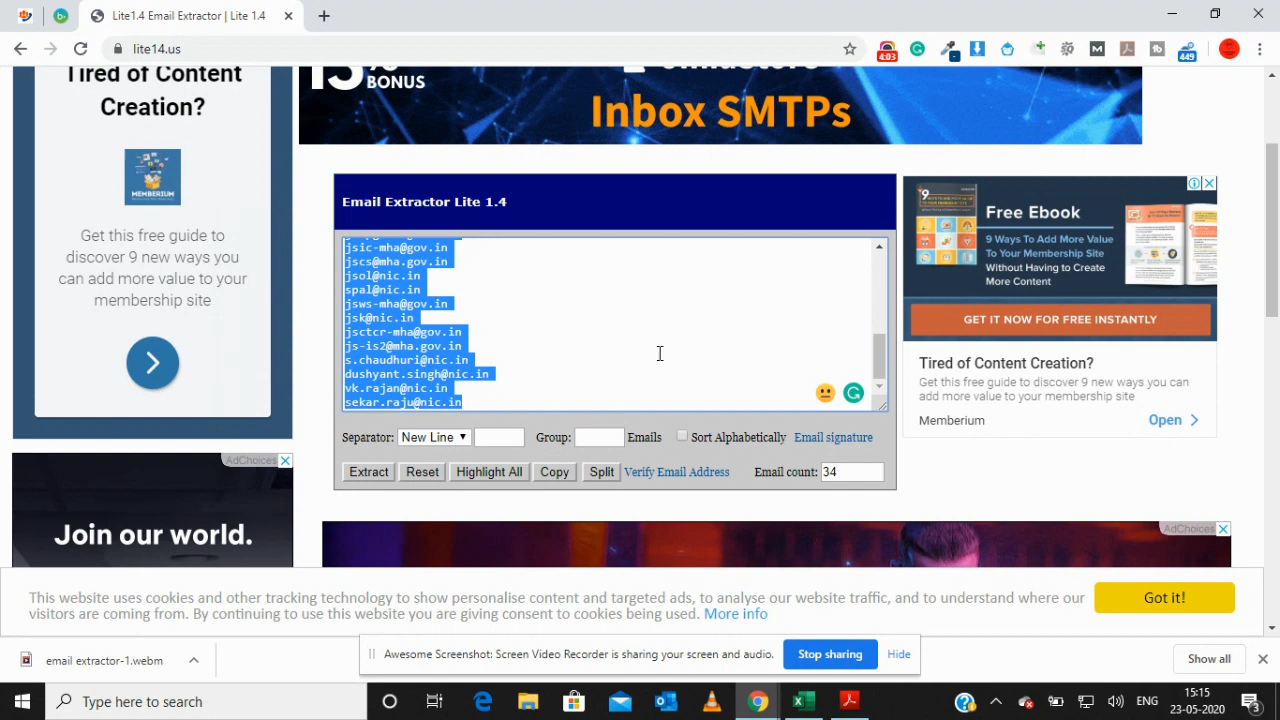 Lite1.4 Email Extractor | Lite 1.4
lite14.us
4:03
449
Tired of Content
Creation?
MEMBERIUM
Get this free guide to
discover 9 new ways you
can add more value to your
membership site
BONUS
Inbox SMTPs
Email Extractor Lite 1.4
jsic-mha@gov.in
jscs@mha.gov.in
jsol@nic.in
spal@nic.in
jsws-mha@gov.in
jsk@nic.in
jsctcr-mha@gov.in
js-is2@mha.gov.in
s.chaudhuri@nic.in
dushyant.singh@nic.in
vk.rajan@nic.in
sekar.raju@nic.in
Separator: New Line Group: Emails Sort Alphabetically Email signature
Extract Reset Highlight All Copy Split Verify Email Address Email count: 34
Free Ebook
9 Ways To Add More Value
To Your Membership Site
Without Having to Create
More Content
GET IT NOW FOR FREE INSTANTLY
Tired of Content Creation?
Get this free guide to discover 9 new ways you can
add more value to your membership site
Memberium
Open
AdChoices
Join our world.
AdChoices
This website uses cookies and other tracking technology to show personalise content and targeted ads, to analyse our website traffic, and to understand where our
visitors are coming from. By continuing to use this website you are giving consent to cookies being used. More info
Got it!
email extractor-1.webm
Awesome Screenshot: Screen Video Recorder is sharing your screen and audio.
Stop sharing
Hide
Show all
Type here to search
ENG
15:15
23-05-2020
3